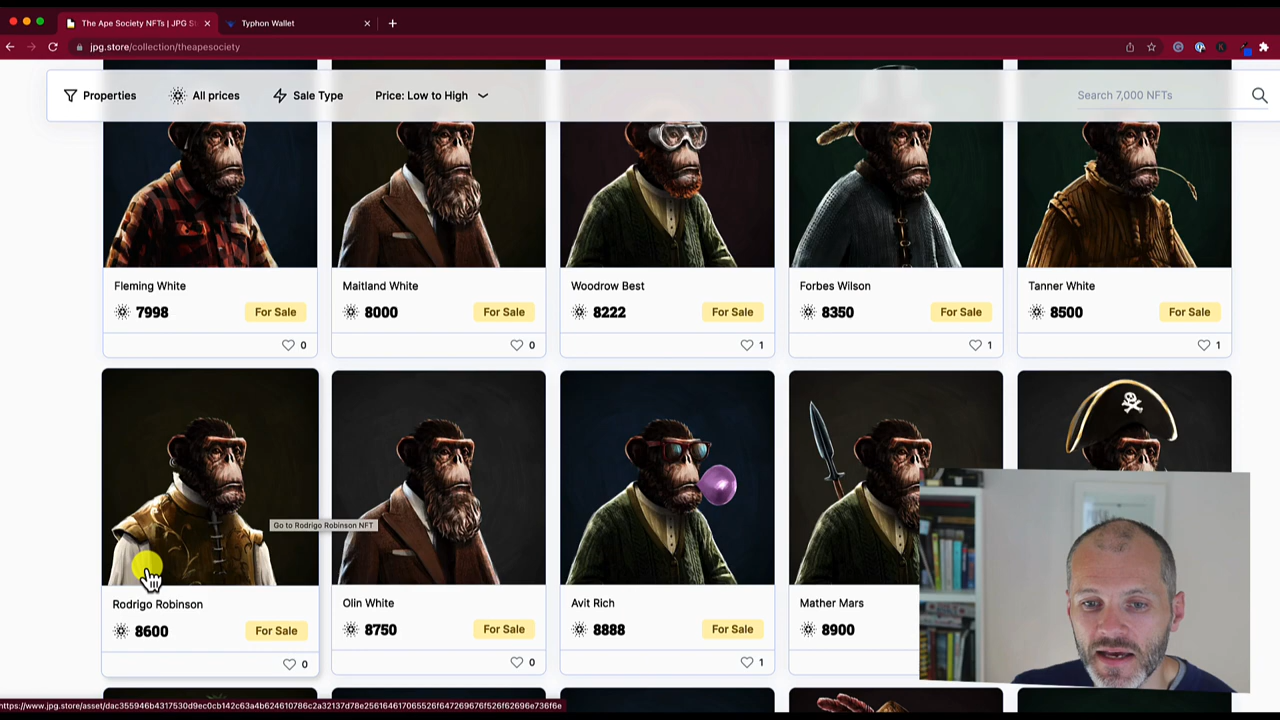 The Ape Society NFTs | JPG S
Typhon Wallet
jpg.store/collection/theapesociety
Properties
All prices
Sale Type
Price: Low to High
Search 7,000 NFTs
Fleming White
7998
For Sale
0
Maitland White
8000
For Sale
0
Woodrow Best
8222
For Sale
1
Forbes Wilson
8350
For Sale
1
Tanner White
8500
For Sale
1
Go to Rodrigo Robinson NFT
Rodrigo Robinson
8600
For Sale
0
Olin White
8750
For Sale
0
Avit Rich
8888
For Sale
1
Mather Mars
8900